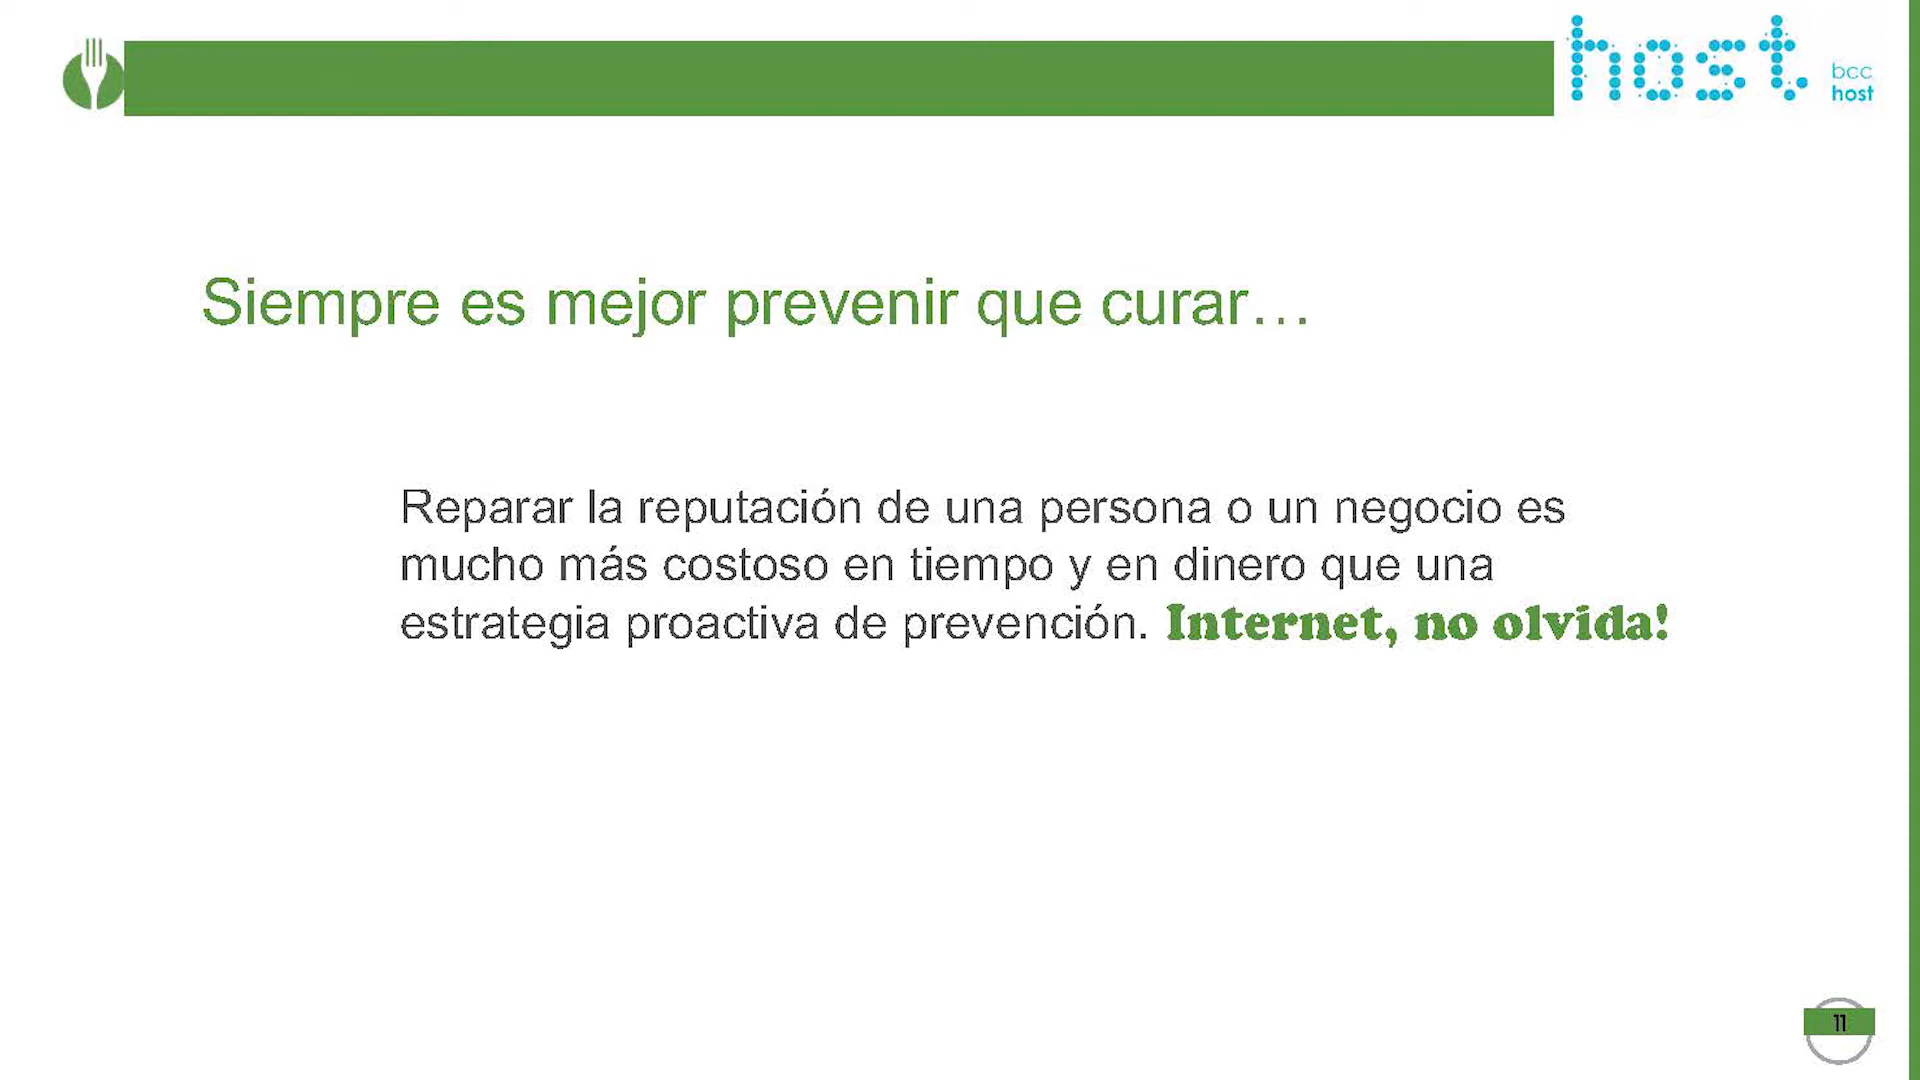 host
bcc
host
Siempre es mejor prevenir que curar…
Reparar la reputación de una persona o un negocio es
mucho más costoso en tiempo y en dinero que una
estrategia proactiva de prevención. Internet, no olvida!
11